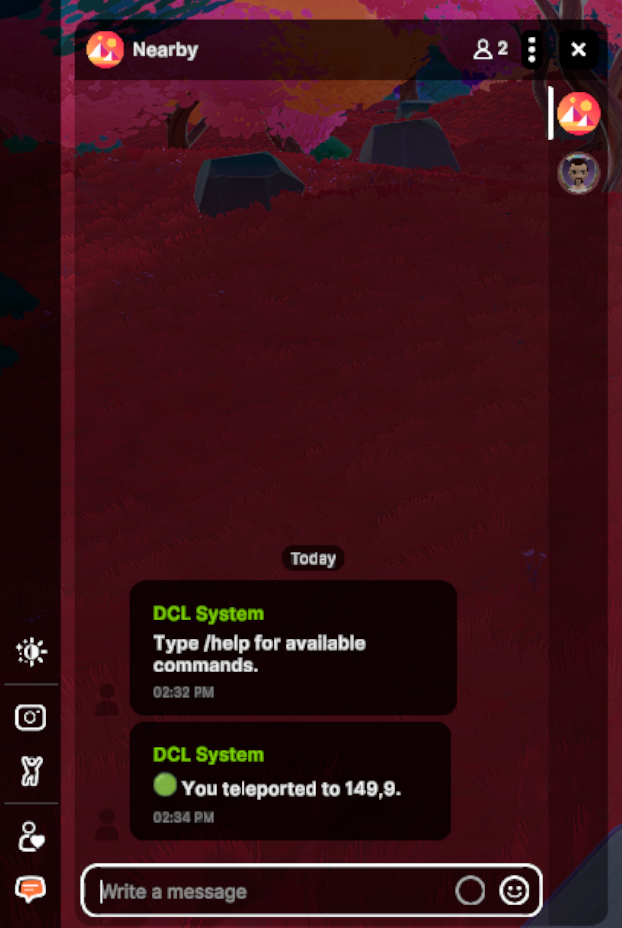 Nearby
2
Today
DCL System
Type /help for available
commands.
02:32 PM
DCL System
You teleported to 149,9.
02:34 PM
Write a message